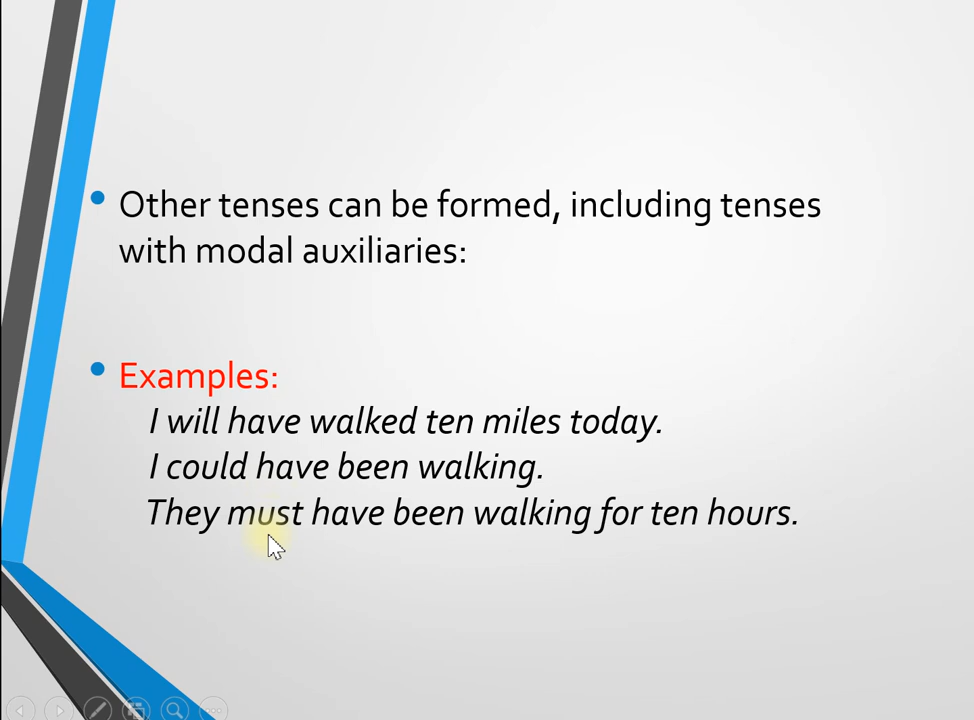 Other tenses can be formed, including tenses
with modal auxiliaries:
Examples:
I will have walked ten miles today.
I could have been walking.
They must have been walking for ten hours.